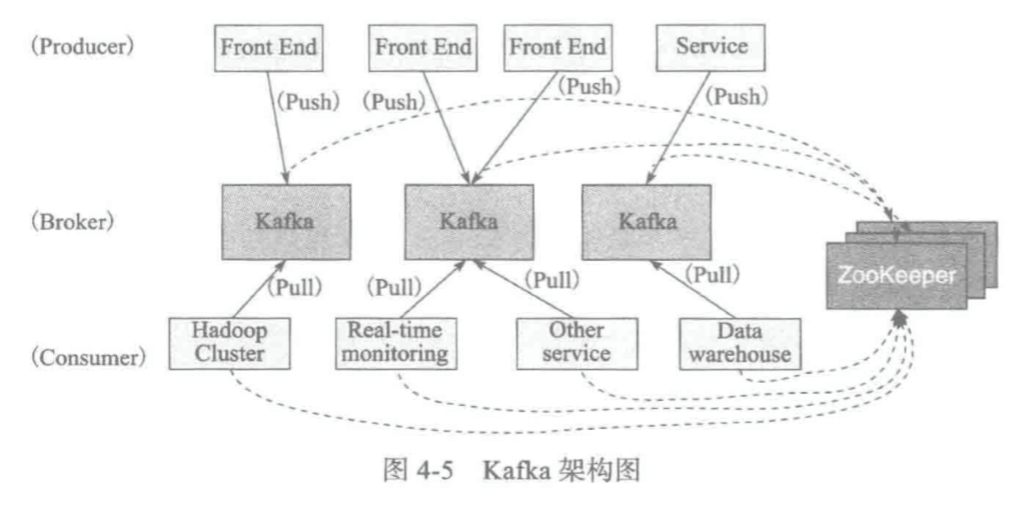 (Producer) Front End Front End Front End Service
(Push) (Push) (Push) (Push)
(Broker) Kafka Kafka Kafka
ZooKeeper
(Pull) (Pull) (Pull) (Pull)
(Consumer) Hadoop Cluster Real-time monitoring Other service Data warehouse
图 4-5 Kafka 架构图